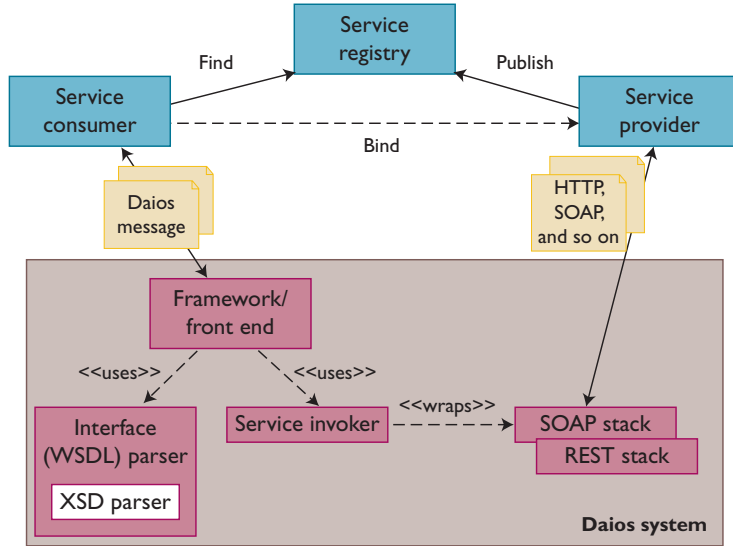 Service
registry
Find
Publish
Service
consumer
Service
provider
Bind
Daios
message
HTTP,
SOAP,
and so on
Framework/
front end
<<uses>>
<<uses>>
Interface
(WSDL) parser
XSD parser
Service invoker
<<wraps>>
SOAP stack
REST stack
Daios system